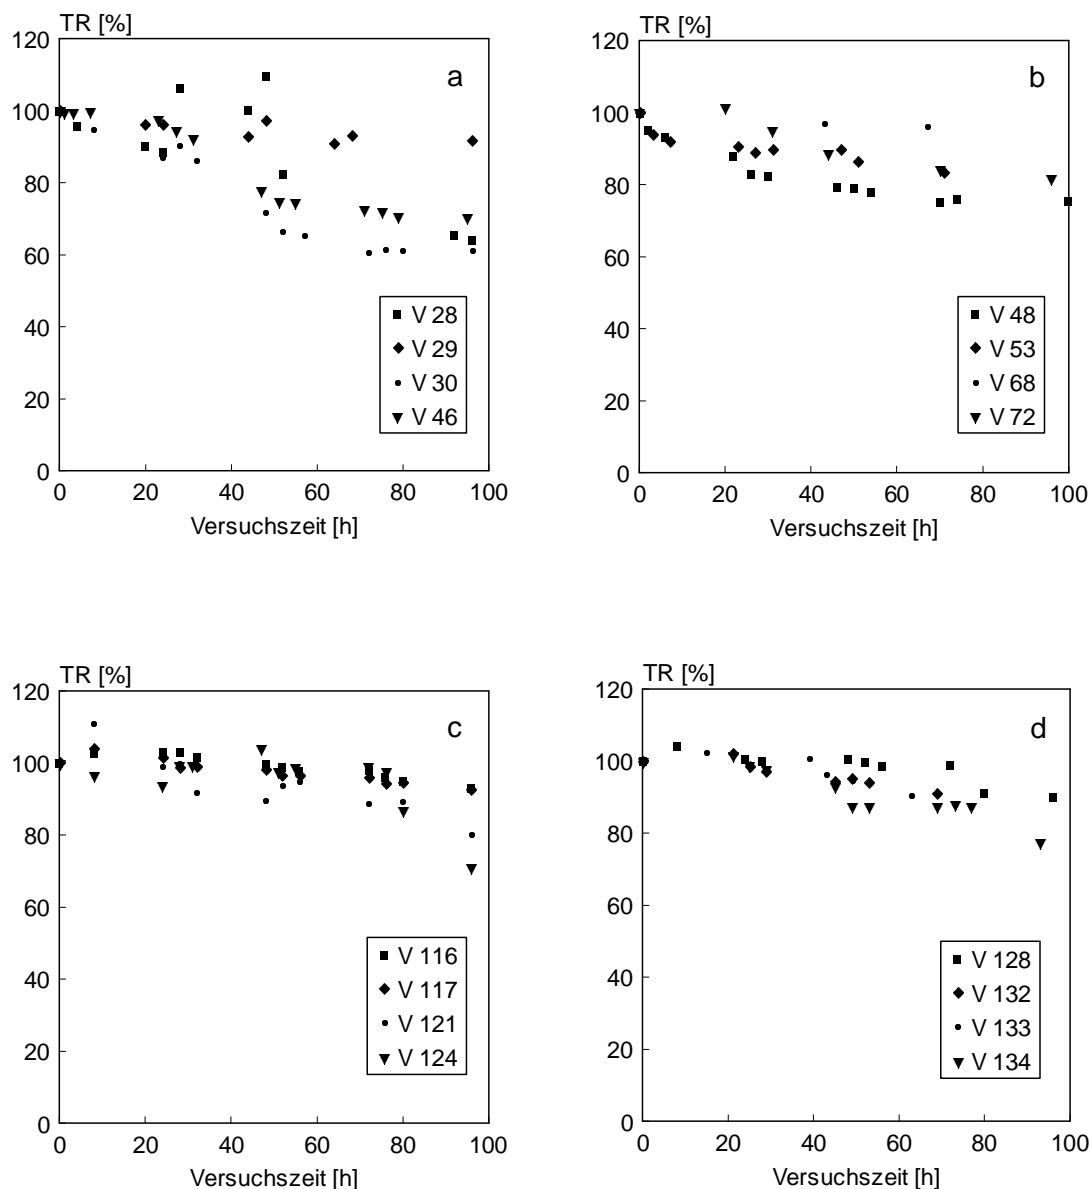 TR [%]
120
a
100
80
60
40
20
0
V 28
V 29
V 30
V 46
0 20 40 60 80 100
Versuchszeit [h]
TR [%]
120
b
100
80
60
40
20
0
V 48
V 53
V 68
V 72
0 20 40 60 80 100
Versuchszeit [h]
TR [%]
120
c
100
80
60
40
20
0
V 116
V 117
V 121
V 124
0 20 40 60 80 100
Versuchszeit [h]
TR [%]
120
d
100
80
60
40
20
0
V 128
V 132
V 133
V 134
0 20 40 60 80 100
Versuchszeit [h]